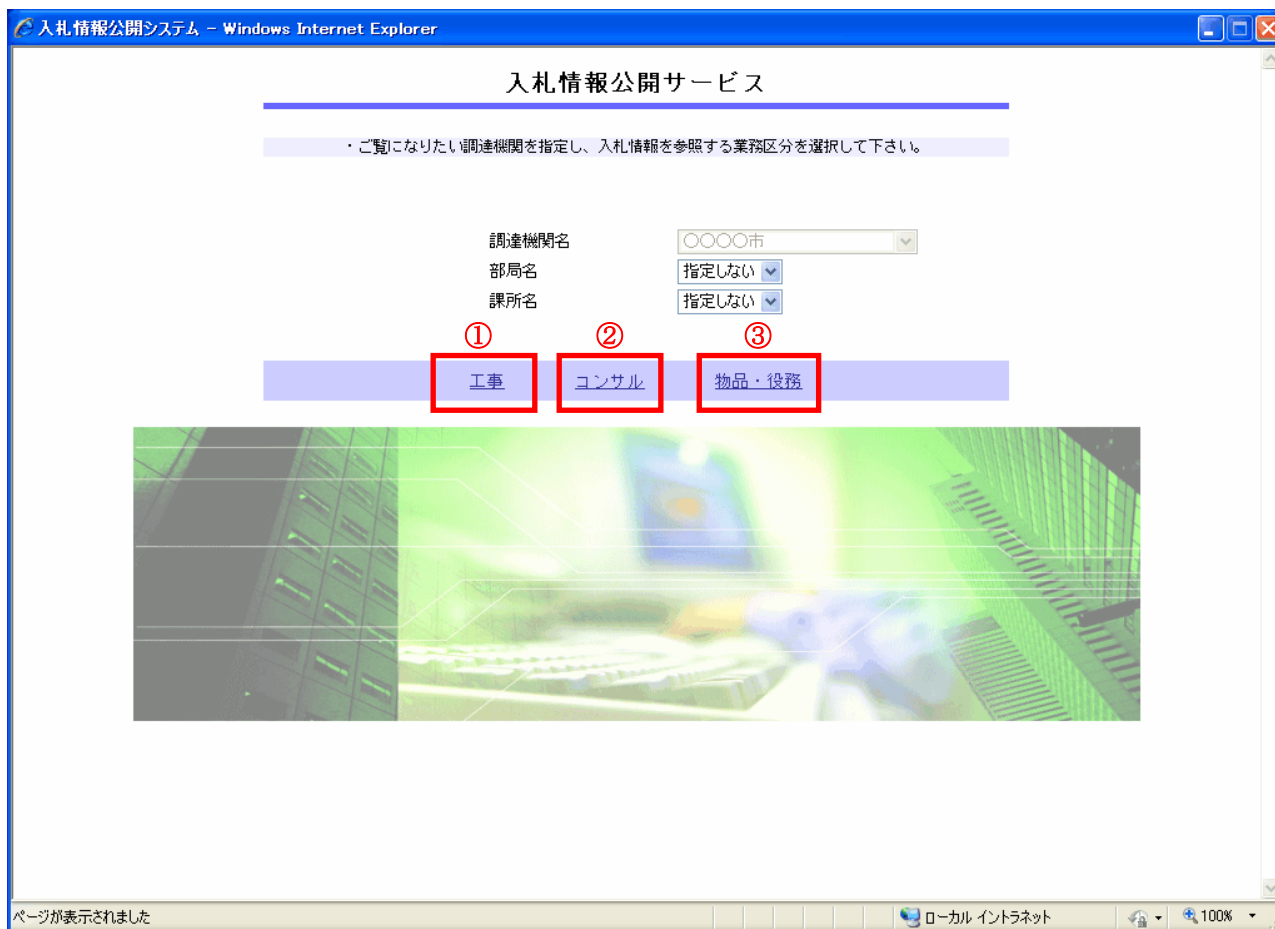 入札情報公開システム - Windows Internet Explorer
入札情報公開サービス
・ご覧になりたい調達機関を指定し、入札情報を参照する業務区分を選択して下さい。
調達機関名 ○○○○市
部局名 指定しない
課所名 指定しない
① ② ③
工事 コンサル 物品・役務
ページが表示されました ローカル イントラネット 100%